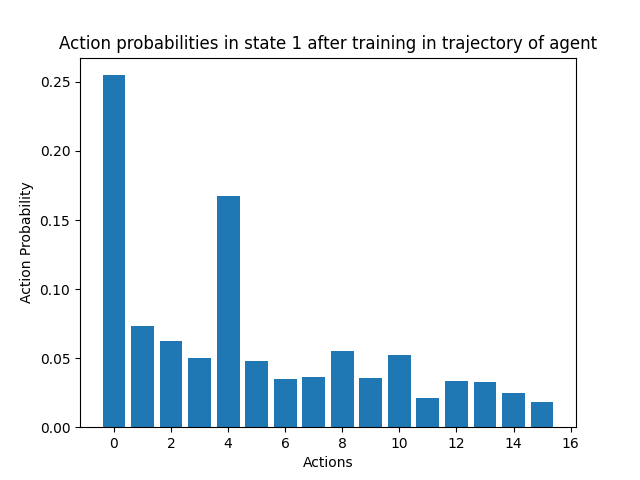 Action probabilities in state 1 after training in trajectory of agent
Action Probability
0.25
0.20
0.15
0.10
0.05
0.00
0 2 4 6 8 10 12 14 16
Actions